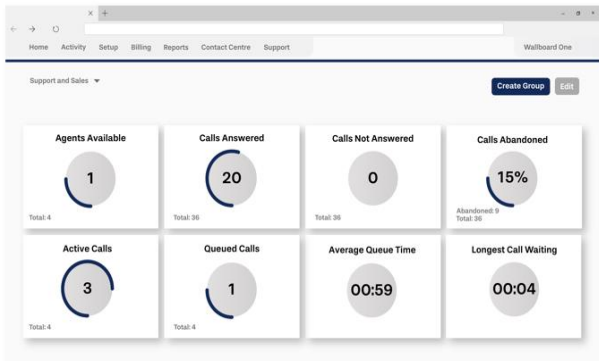 Home Activity Setup Billing Reports Contact Centre Support Wallboard One
Support and Sales
Create Group Edit
Agents Available
1
Total: 4
Calls Answered
20
Total: 36
Calls Not Answered
0
Total: 36
Calls Abandoned
15%
Abandoned: 9
Total: 36
Active Calls
3
Total: 4
Queued Calls
1
Total: 4
Average Queue Time
00:59
Longest Call Waiting
00:04